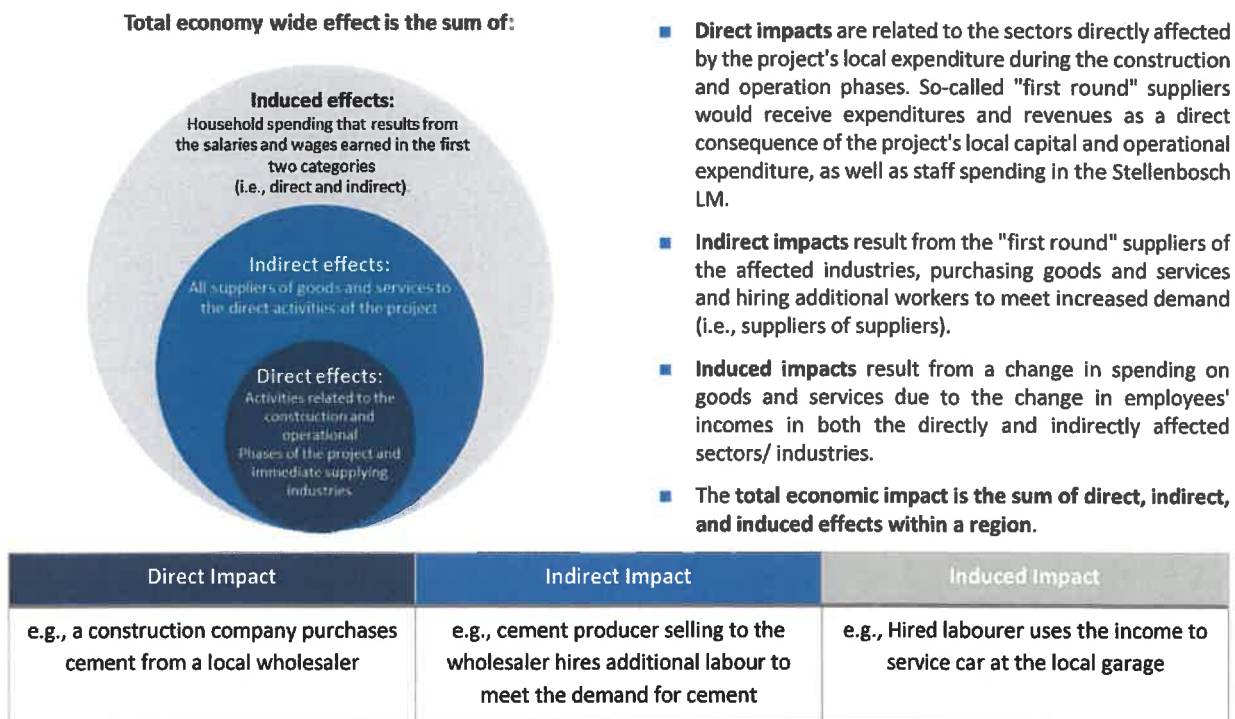 Total economy wide effect is the sum of:
Induced effects:
Household spending that results from
the salaries and wages earned in the first
two categories
(i.e., direct and indirect)
Indirect effects:
All suppliers of goods and services to
the direct activities of the project
Direct effects:
Activities related to the
construction and
operational
Phases of the project and
immediate supplying
industries
■ Direct impacts are related to the sectors directly affected
by the project's local expenditure during the construction
and operation phases. So-called "first round" suppliers
would receive expenditures and revenues as a direct
consequence of the project's local capital and operational
expenditure, as well as staff spending in the Stellenbosch
LM.
■ Indirect impacts result from the "first round" suppliers of
the affected industries, purchasing goods and services
and hiring additional workers to meet increased demand
(i.e., suppliers of suppliers).
■ Induced impacts result from a change in spending on
goods and services due to the change in employees'
incomes in both the directly and indirectly affected
sectors/ industries.
■ The total economic impact is the sum of direct, indirect,
and induced effects within a region.
Direct Impact
e.g., a construction company purchases
cement from a local wholesaler
Indirect Impact
e.g., cement producer selling to the
wholesaler hires additional labour to
meet the demand for cement
Induced Impact
e.g., Hired labourer uses the income to
service car at the local garage